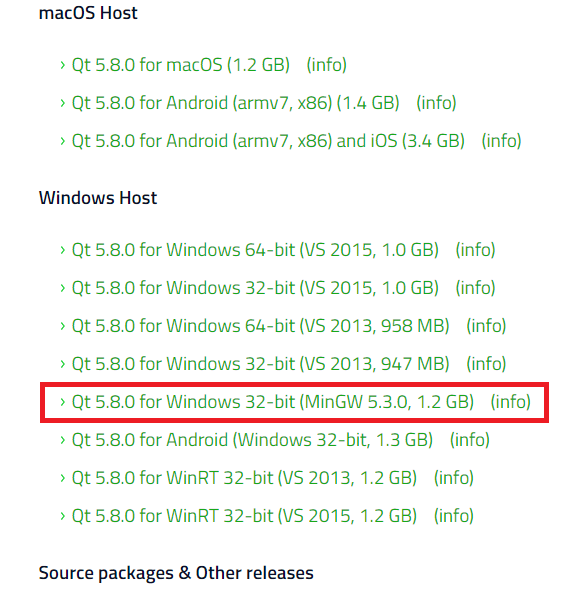 macOS Host
› Qt 5.8.0 for macOS (1.2 GB) (info)
› Qt 5.8.0 for Android (armv7, x86) (1.4 GB) (info)
› Qt 5.8.0 for Android (armv7, x86) and iOS (3.4 GB) (info)
Windows Host
› Qt 5.8.0 for Windows 64-bit (VS 2015, 1.0 GB) (info)
› Qt 5.8.0 for Windows 32-bit (VS 2015, 1.0 GB) (info)
› Qt 5.8.0 for Windows 64-bit (VS 2013, 958 MB) (info)
› Qt 5.8.0 for Windows 32-bit (VS 2013, 947 MB) (info)
› Qt 5.8.0 for Windows 32-bit (MinGW 5.3.0, 1.2 GB) (info)
› Qt 5.8.0 for Android (Windows 32-bit, 1.3 GB) (info)
› Qt 5.8.0 for WinRT 32-bit (VS 2013, 1.2 GB) (info)
› Qt 5.8.0 for WinRT 32-bit (VS 2015, 1.2 GB) (info)
Source packages & Other releases